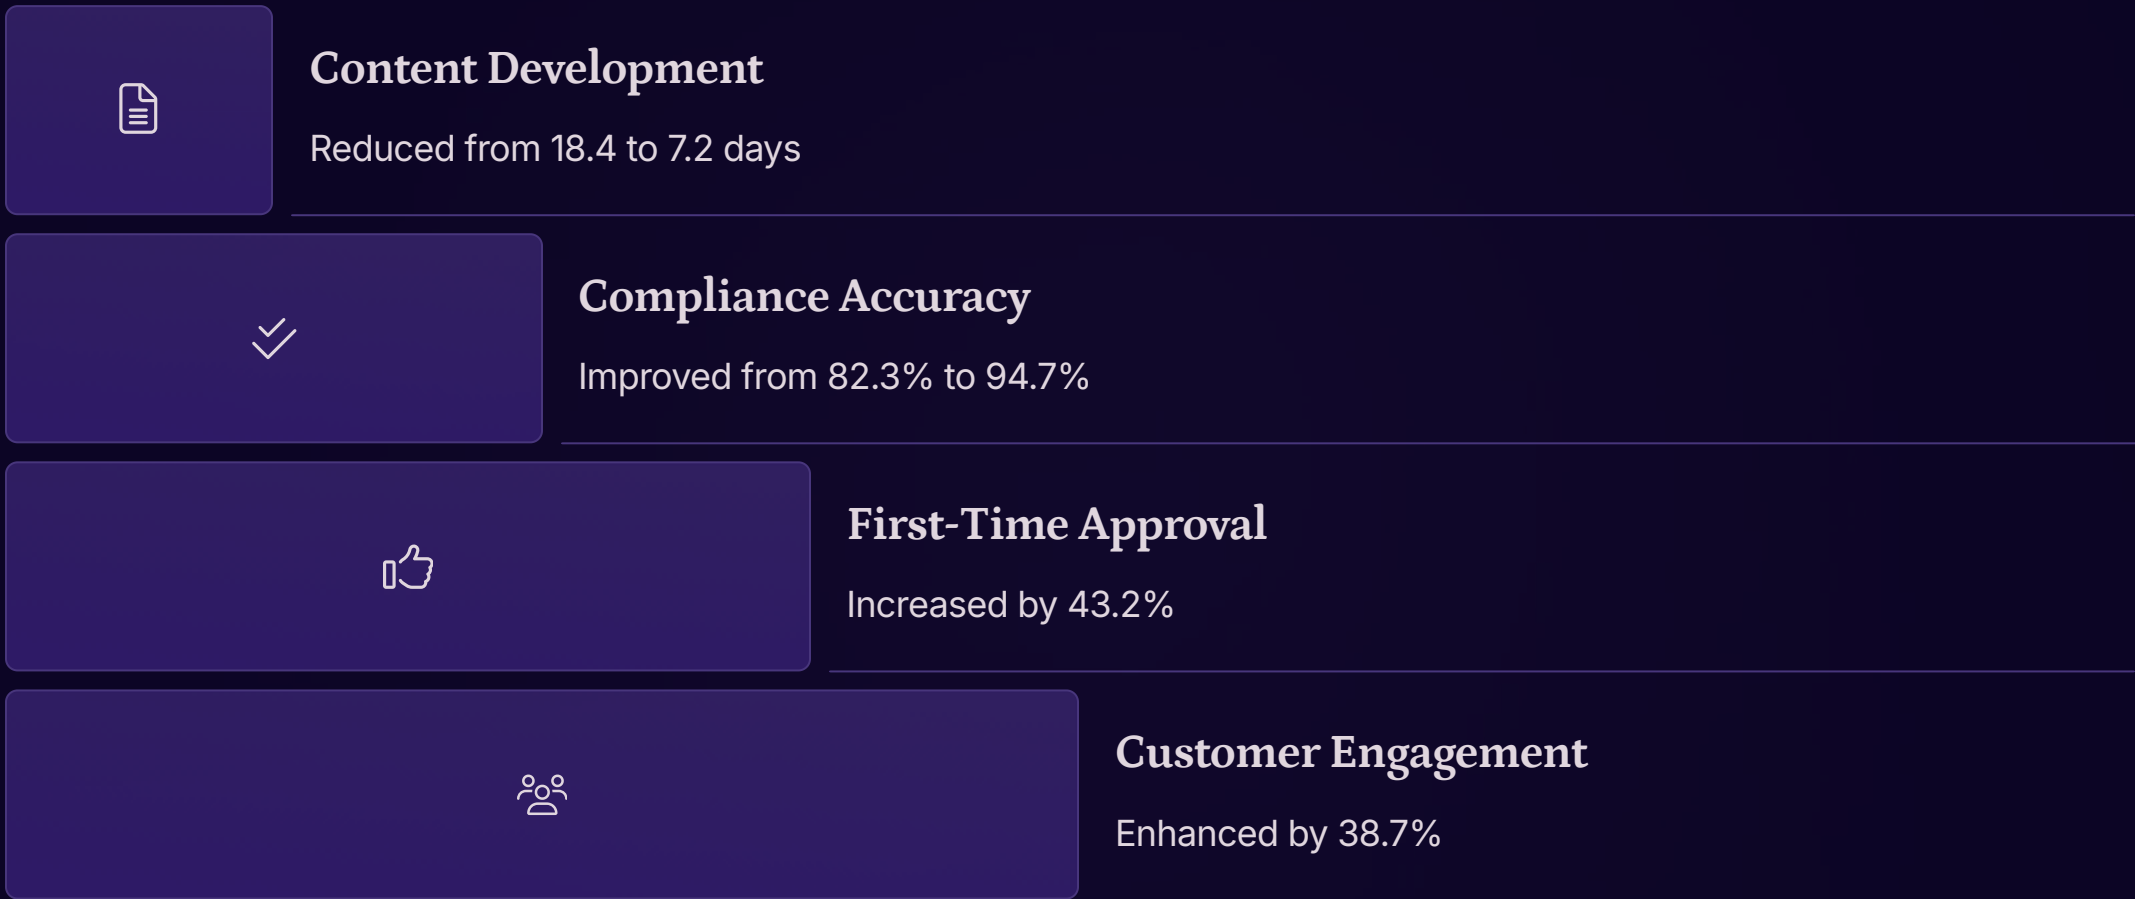 Content Development
Reduced from 18.4 to 7.2 days
Compliance Accuracy
Improved from 82.3% to 94.7%
First-Time Approval
Increased by 43.2%
Customer Engagement
Enhanced by 38.7%